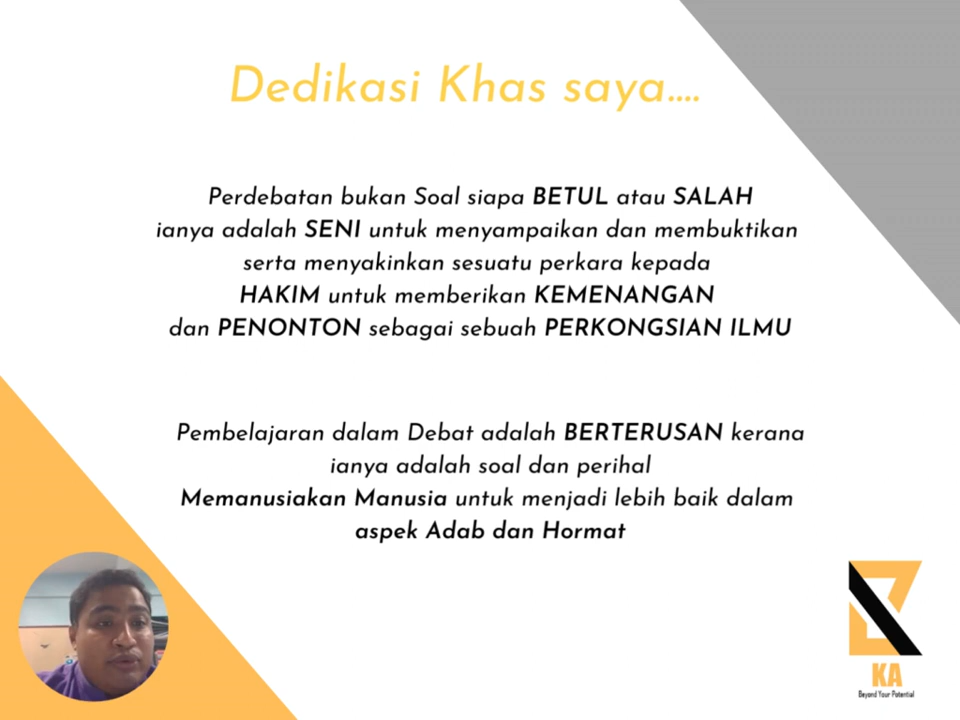 Dedikasi Khas saya....
Perdebatan bukan Soal siapa BETUL atau SALAH
ianya adalah SENI untuk menyampaikan dan membuktikan
serta menyakinkan sesuatu perkara kepada
HAKIM untuk memberikan KEMENANGAN
dan PENONTON sebagai sebuah PERKONGSIAN ILMU
Pembelajaran dalam Debat adalah BERTERUSAN kerana
ianya adalah soal dan perihal
Memanusiakan Manusia untuk menjadi lebih baik dalam
aspek Adab dan Hormat
KA
Beyond Your Potential